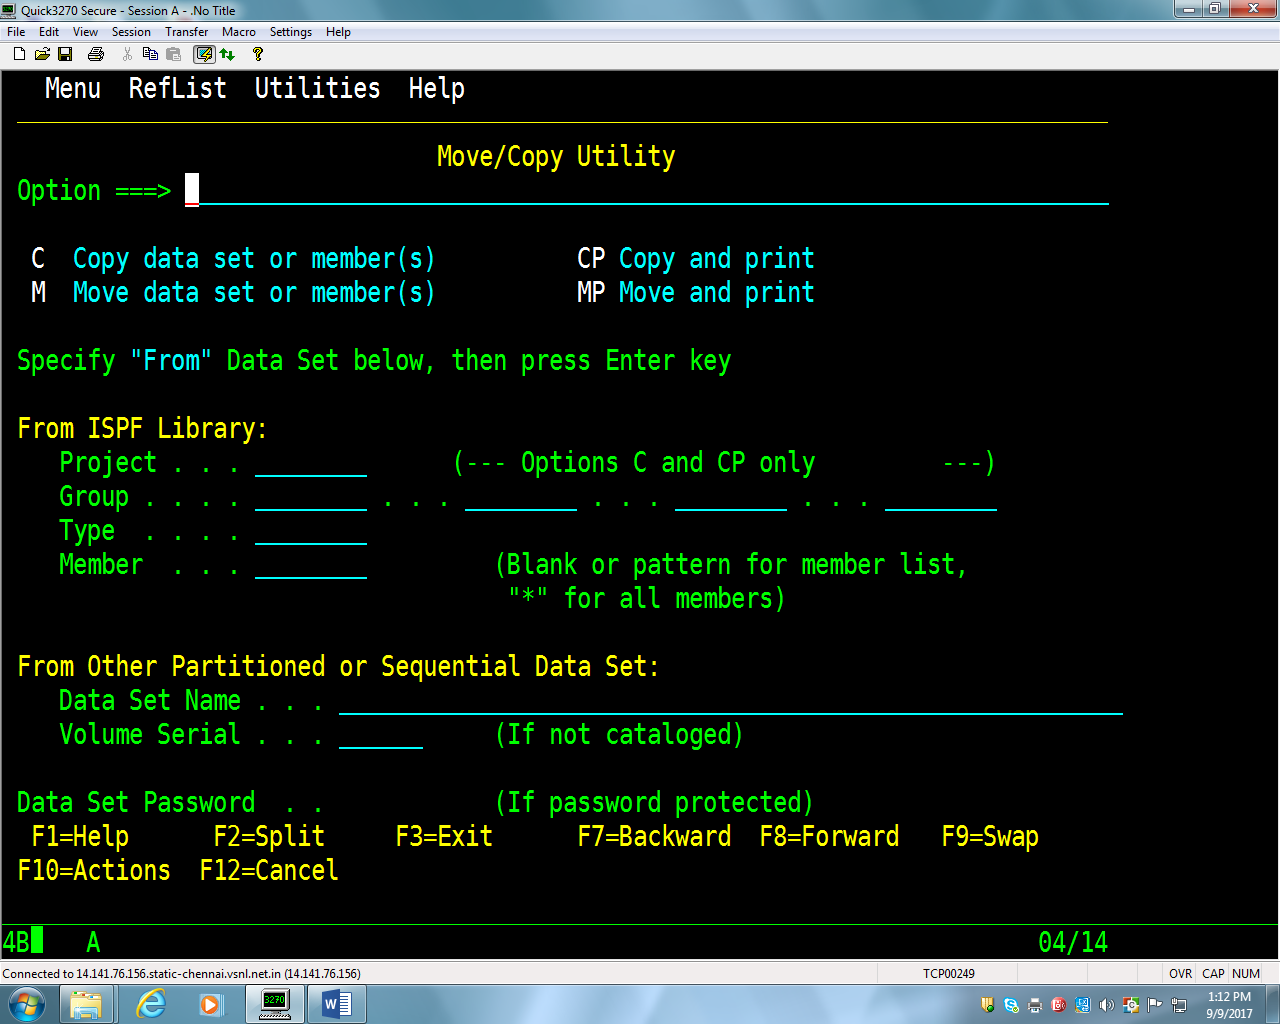 Quick3270 Secure - Session A - .No Title
File Edit View Session Transfer Macro Settings Help
Menu RefList Utilities Help
Move/Copy Utility
Option ===>
C Copy data set or member(s) CP Copy and print
M Move data set or member(s) MP Move and print
Specify "From" Data Set below, then press Enter key
From ISPF Library:
Project . . . (--- Options C and CP only ---)
Group . . . . . . . . . . . . .
Type . . . .
Member . . . (Blank or pattern for member list,
"*" for all members)
From Other Partitioned or Sequential Data Set:
Data Set Name . . .
Volume Serial . . . (If not cataloged)
Data Set Password . . (If password protected)
F1=Help F2=Split F3=Exit F7=Backward F8=Forward F9=Swap
F10=Actions F12=Cancel
4B A 04/14
Connected to 14.141.76.156.static-chennai.vsnl.net.in (14.141.76.156) TCP00249 OVR CAP NUM
3270 W 1:12 PM
9/9/2017